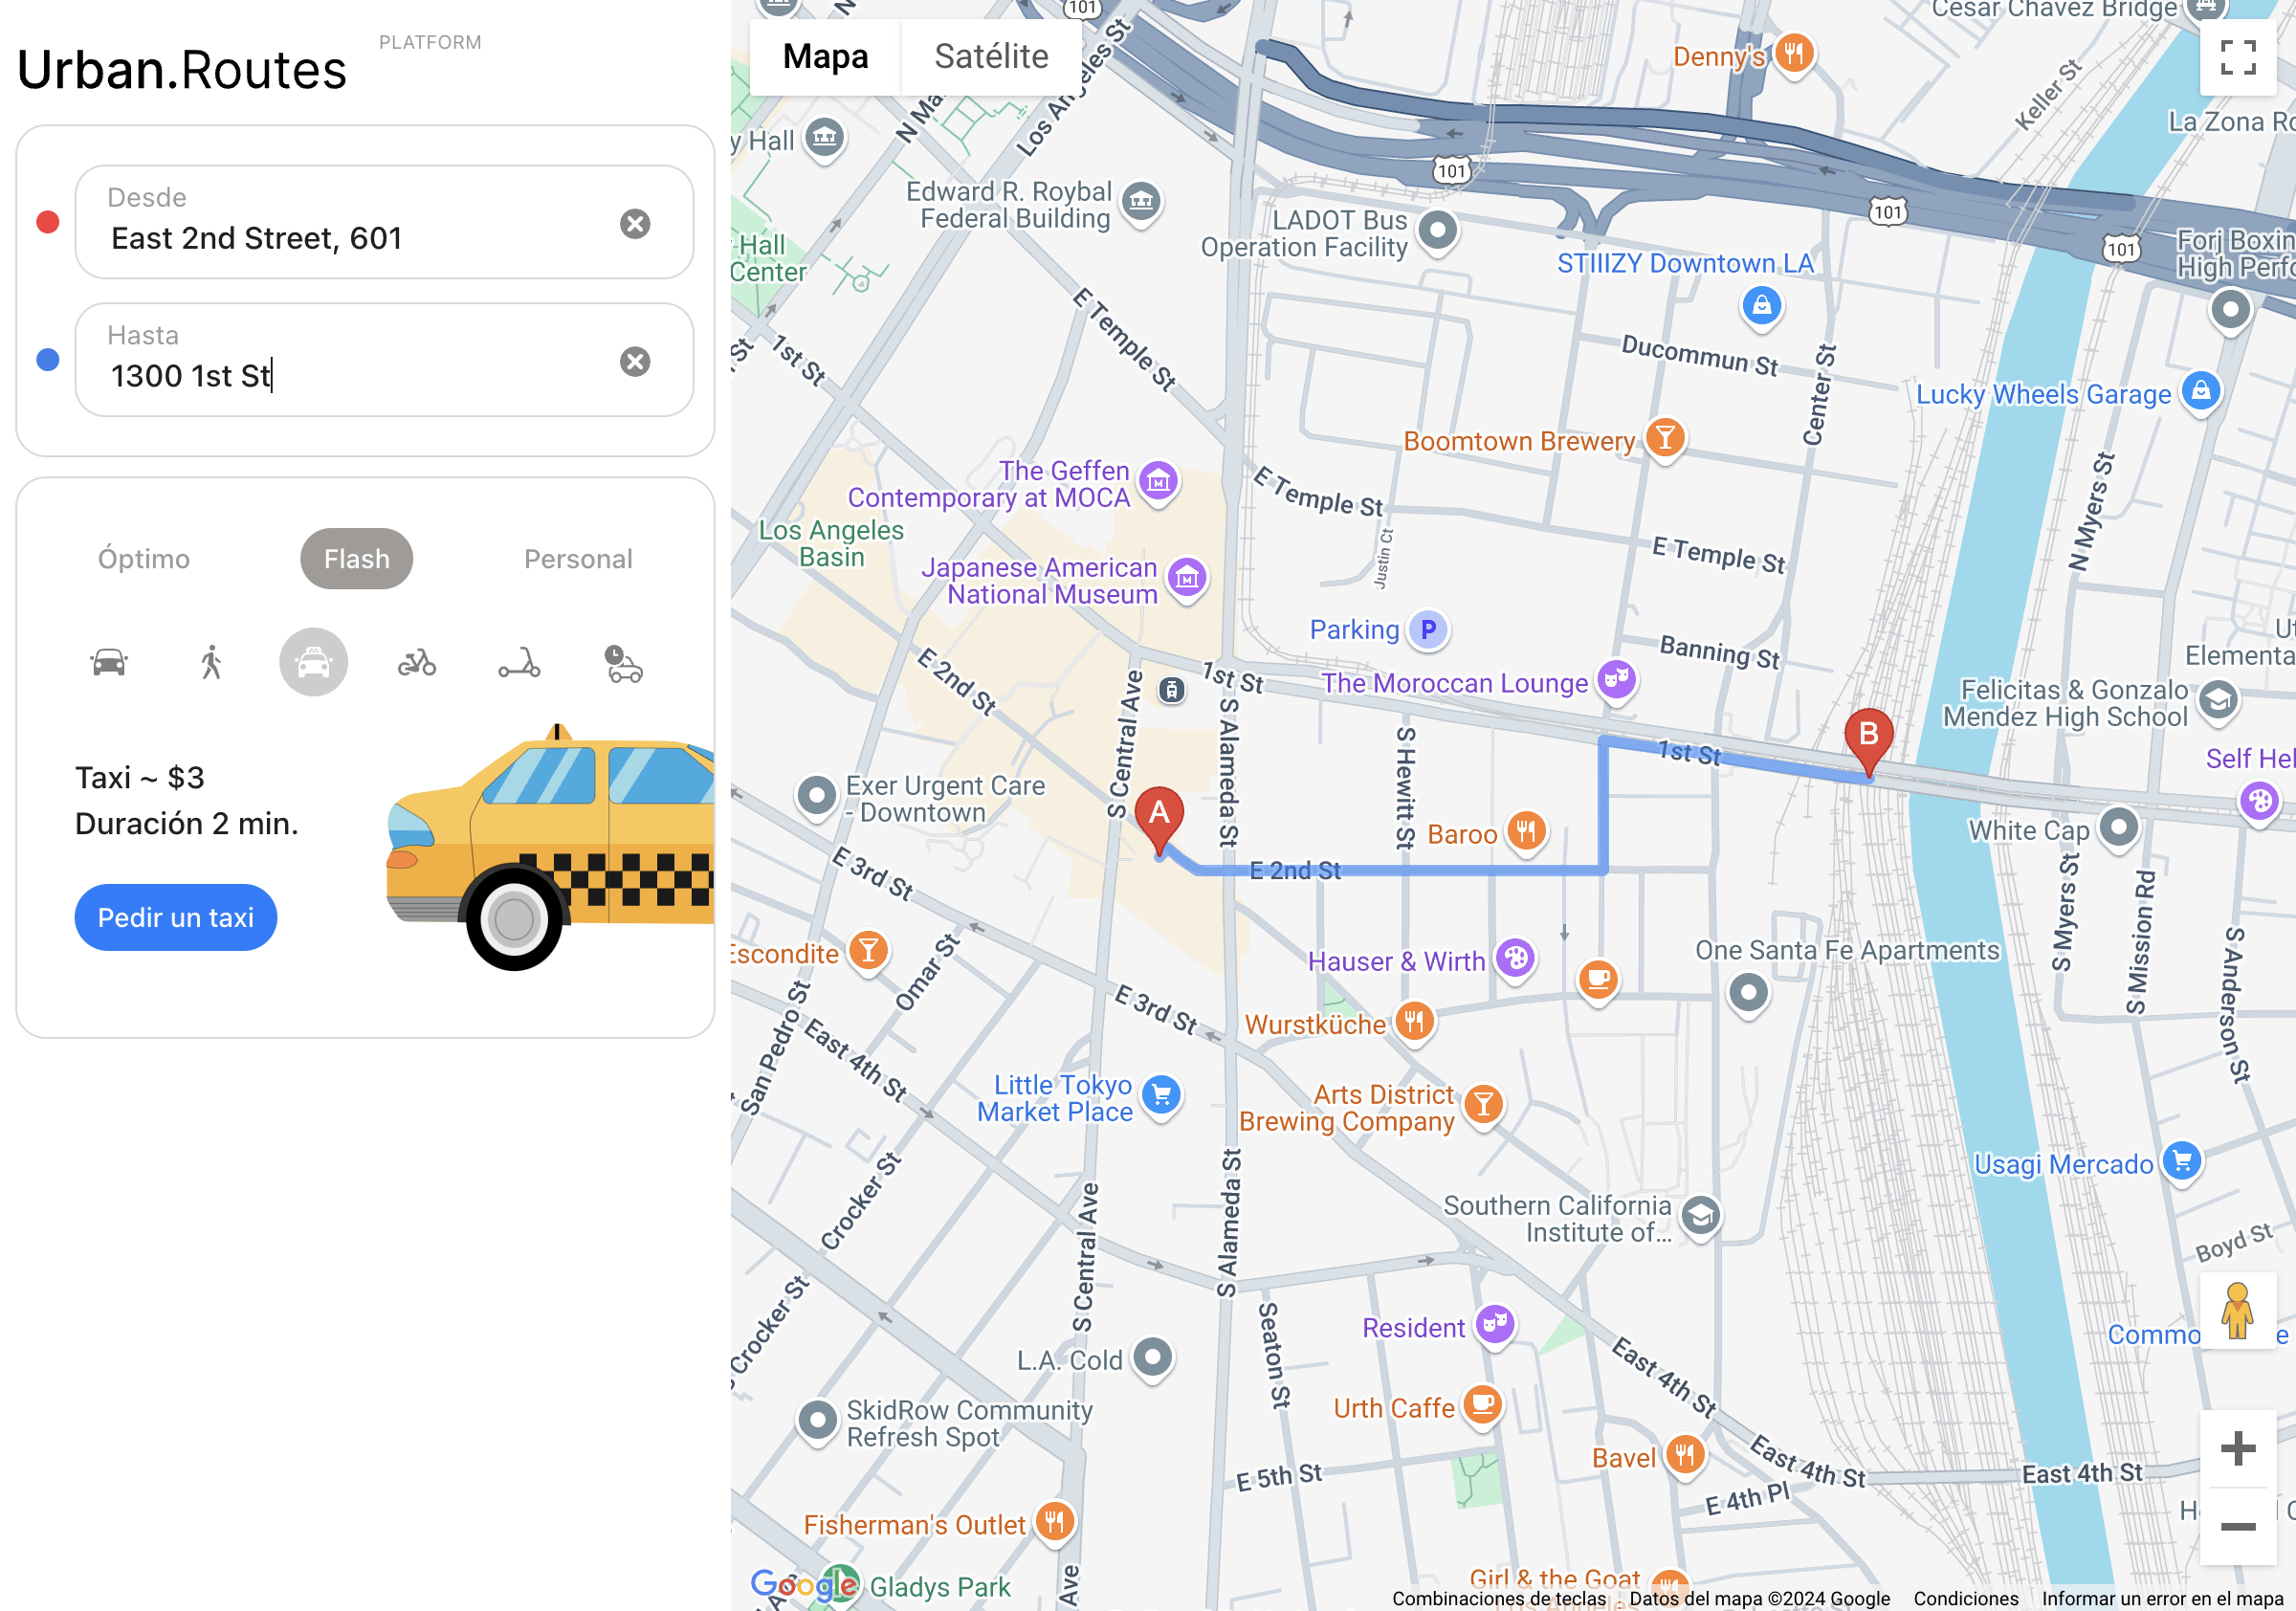 Urban.Routes
PLATFORM
Desde
East 2nd Street, 601
Hasta
1300 1st St
Óptimo
Flash
Personal
Taxi ~ $3
Duración 2 min.
Pedir un taxi
Mapa
Satélite
101
Los Angeles St
Cesar Chavez Bridge
Denny's
Keller St
La Zona
y Hall
Edward R. Roybal
Federal Building
101
LADOT Bus
Operation Facility
101
101
Forj
High
Hall
Center
STIIIZY Downtown LA
E Temple St
1st St
Ducommun St
Center St
Lucky Wheels Garage
Boomtown Brewery
N Myers St
The Geffen
Contemporary at MOCA
E Temple St
Los Angeles
Basin
Justin Ct
E Temple St
Japanese American
National Museum
Parking
P
Banning St
E 2nd St
1st St
The Moroccan Lounge
Felicitas & Gonzalo
Mendez High School
S Central Ave
S Alameda St
S Hewitt St
1st St
B
Self
Exer Urgent Care
- Downtown
A
Baroo
White Cap
E 3rd St
E 2nd St
S Myers St
S Mission Rd
Escondite
Omar St
Hauser & Wirth
One Santa Fe Apartments
S Anderson St
San Pedro St
E 3rd St
Wurstküche
East 4th St
Little Tokyo
Market Place
Arts District
Brewing Company
Usagi Mercado
Crocker St
S Central Ave
S Alameda St
Southern California
Institute of...
Boyd St
Crocker St
Seaton St
Resident
East 4th St
L.A. Cold
Urth Caffe
SkidRow Community
Refresh Spot
Bavel
East 4th St
East 4th St
E 5th St
E 4th Pl
Fisherman's Outlet
Ave
Girl & the Goat
Los Angeles
Google
Gladys Park
Combinaciones de teclas
Datos del mapa ©2024 Google
Condiciones
Informar un error en el mapa